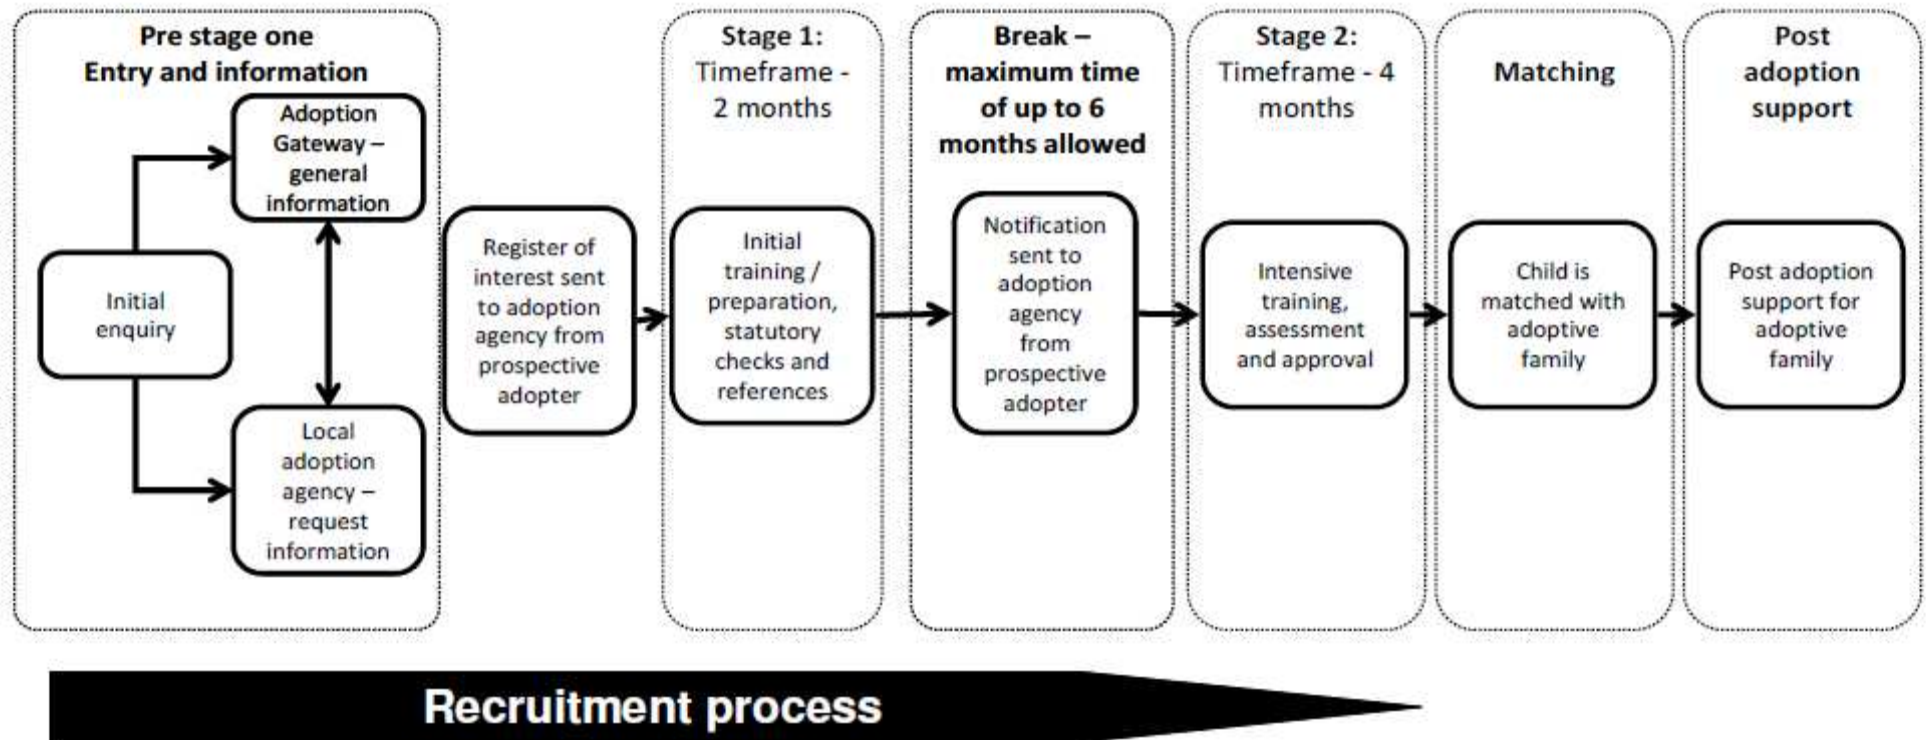 Pre stage one
Entry and information
Adoption
Gateway –
general
information
Initial
enquiry
Local
adoption
agency –
request
information
Register of
interest sent
to adoption
agency from
prospective
adopter
Stage 1:
Timeframe -
2 months
Initial
training /
preparation,
statutory
checks and
references
Break –
maximum time
of up to 6
months allowed
Notification
sent to
adoption
agency
from
prospective
adopter
Stage 2:
Timeframe - 4
months
Intensive
training,
assessment
and approval
Matching
Child is
matched with
adoptive
family
Post
adoption
support
Post adoption
support for
adoptive
family
Recruitment process